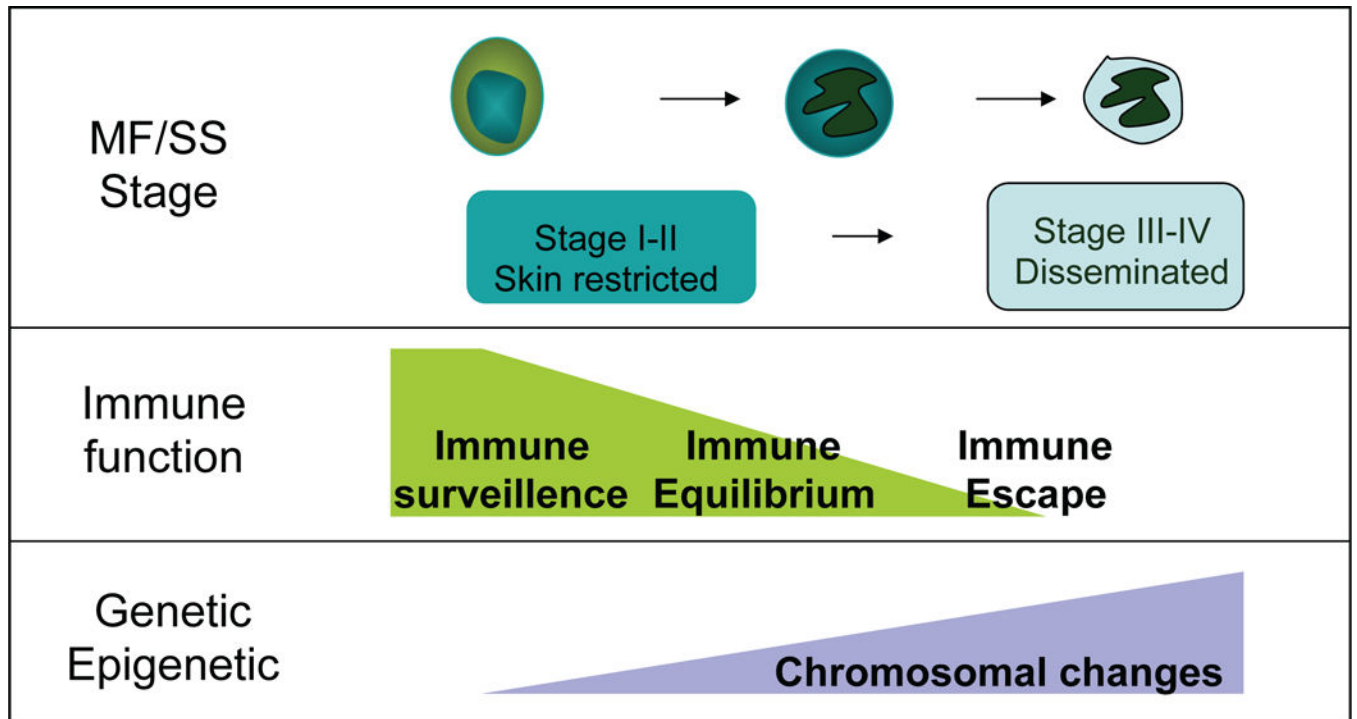 MF/SS
Stage
Stage I-II
Skin restricted
Stage III-IV
Disseminated
Immune
function
Immune
surveillence
Immune
Equilibrium
Immune
Escape
Genetic
Epigenetic
Chromosomal changes